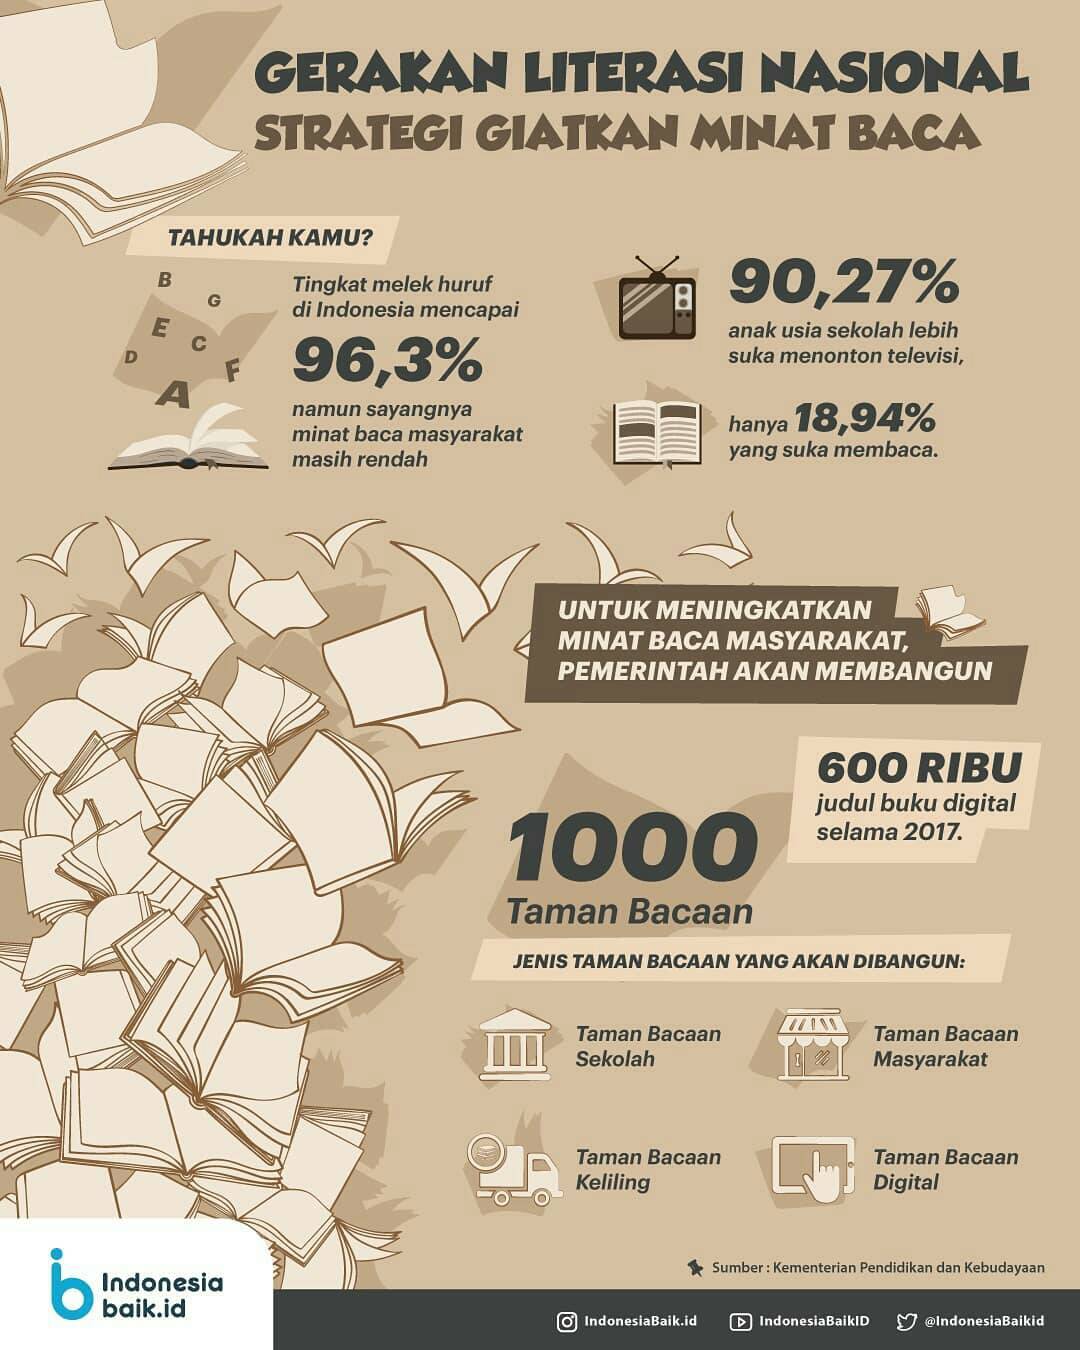 GERAKAN LITERASI NASIONAL
STRATEGI GIATKAN MINAT BACA
TAHUKAH KAMU?
B
G
E
C
D
F
A
Tingkat melek huruf
di Indonesia mencapai
96,3%
namun sayangnya
minat baca masyarakat
masih rendah
90,27%
anak usia sekolah lebih
suka menonton televisi,
hanya 18,94%
yang suka membaca.
UNTUK MENINGKATKAN
MINAT BACA MASYARAKAT,
PEMERINTAH AKAN MEMBANGUN
600 RIBU
judul buku digital
selama 2017.
1000
Taman Bacaan
JENIS TAMAN BACAAN YANG AKAN DIBANGUN:
Taman Bacaan
Sekolah
Taman Bacaan
Masyarakat
Taman Bacaan
Keliling
Taman Bacaan
Digital
Sumber : Kementerian Pendidikan dan Kebudayaan
Indonesia
baik.id
IndonesiaBaik.id
IndonesiaBaikID
@IndonesiaBaikid